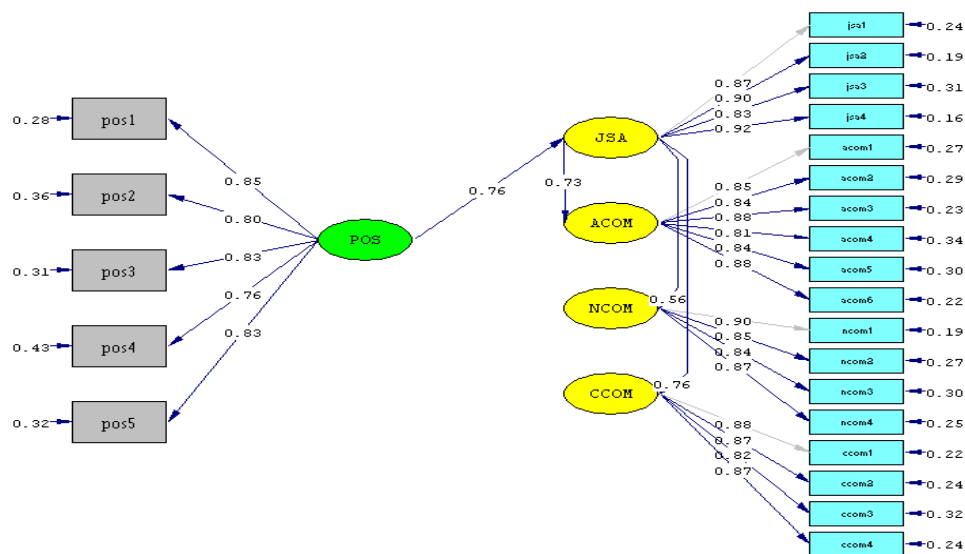 0.28 pos1
0.36 pos2
0.31 pos3
0.43 pos4
0.32 pos5
0.85
0.80
0.83
0.76
0.83
POS
0.76
JSA
0.73
ACOM
NCOM
0.56
CCOM
0.76
0.87
0.90
0.83
0.92
0.85
0.84
0.88
0.81
0.84
0.88
0.90
0.85
0.84
0.87
0.88
0.87
0.82
0.87
jsa1 0.24
jsa2 0.19
jsa3 0.31
jsa4 0.16
acom1 0.27
acom2 0.29
acom3 0.23
acom4 0.34
acom5 0.30
acom6 0.22
ncom1 0.19
ncom2 0.27
ncom3 0.30
ncom4 0.25
ccom1 0.22
ccom2 0.24
ccom3 0.32
ccom4 0.24